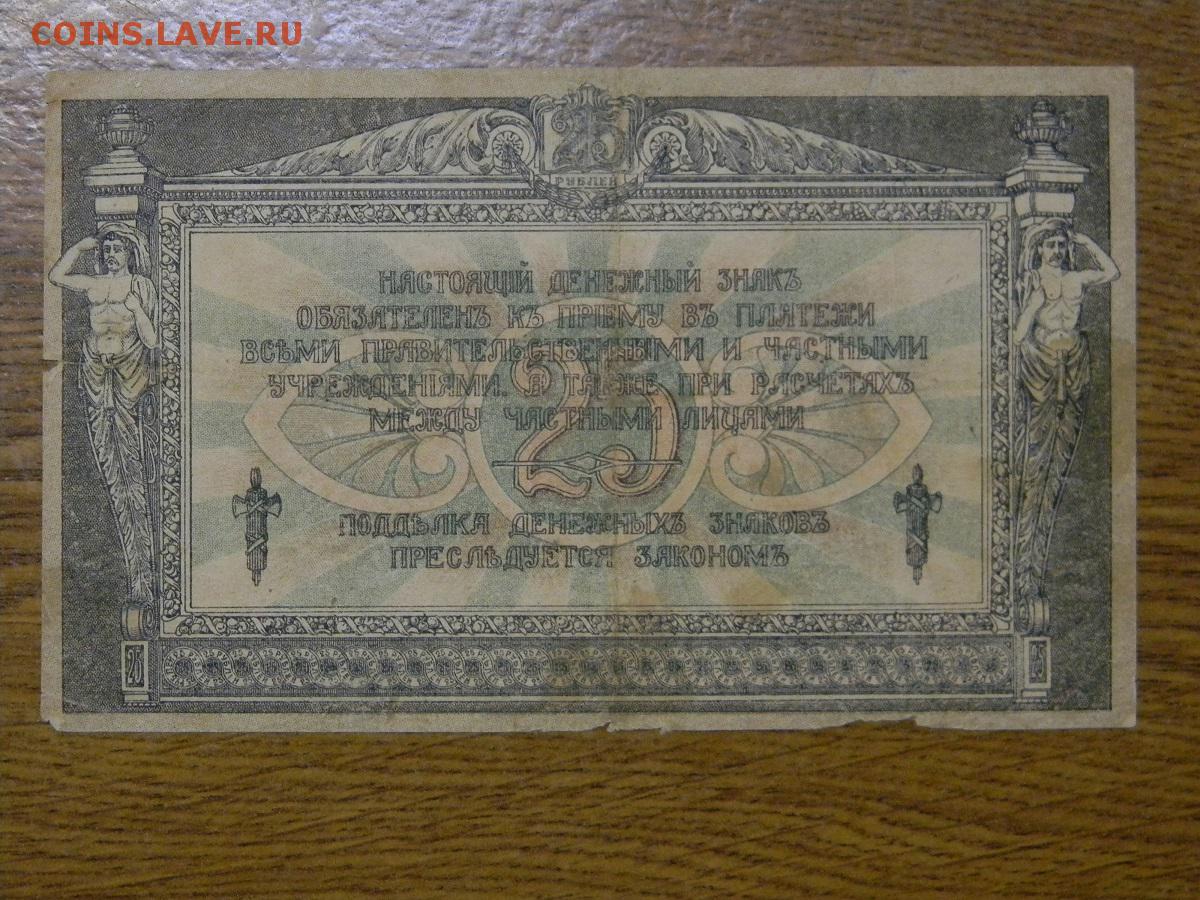 COINS.LAVE.RU
25
РУБЛЕЙ
НАСТОЯЩІЙ ДЕНЕЖНЫЙ ЗНАКЪ
ОБЯЗАТЕЛЕНЪ КЪ ПРІЕМУ ВЪ ПЛАТЕЖИ
ВСѢМИ ПРАВИТЕЛЬСТВЕННЫМИ И ЧАСТНЫМИ
УЧРЕЖДЕНІЯМИ, А ТАКЖЕ ПРИ РАСЧЕТАХЪ
МЕЖДУ ЧАСТНЫМИ ЛИЦАМИ
25
ПОДДѢЛКА ДЕНЕЖНЫХЪ ЗНАКОВЪ
ПРЕСЛѢДУЕТСЯ ЗАКОНОМЪ
25 25